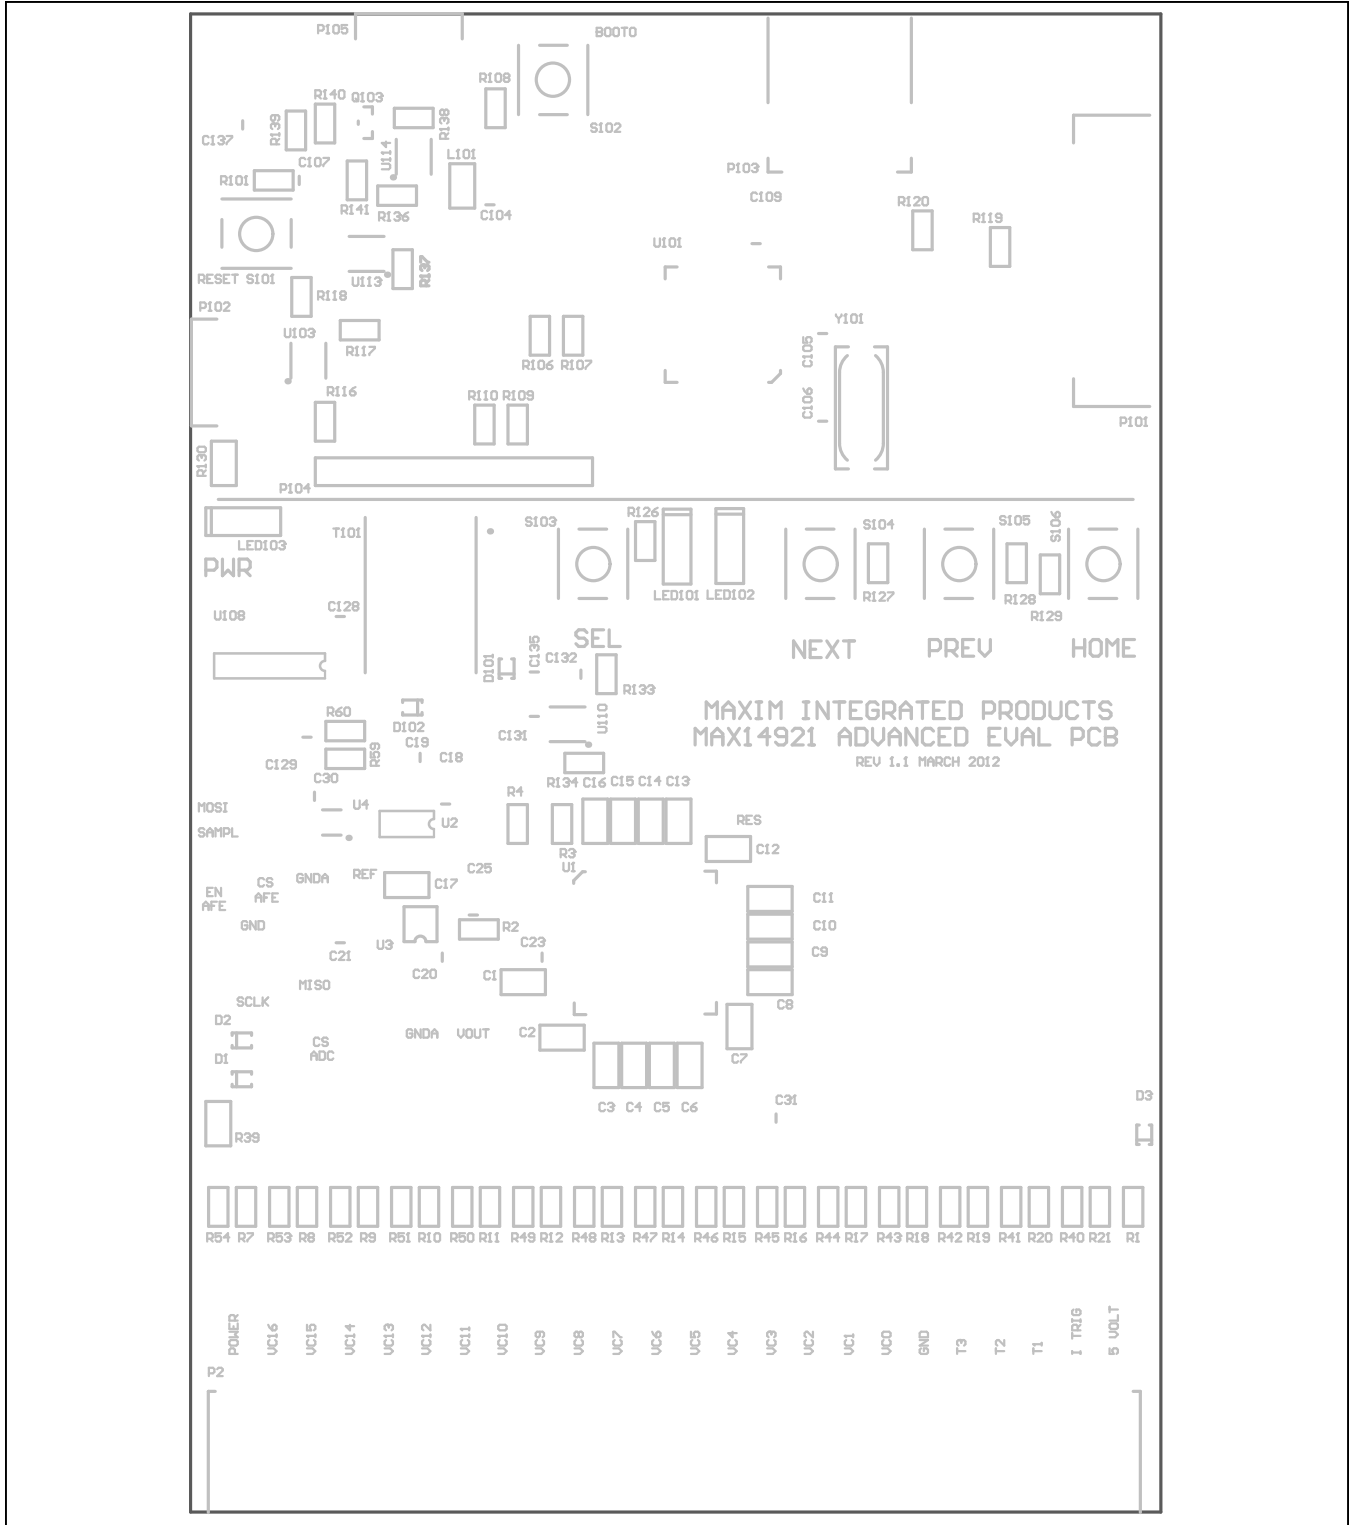 P105
BOOT0
R108
R140
Q103
R139
R138
C137
S102
U114
L101
C107
P103
R101
C109
R141
R136
C104
R120
R119
U101
RESET S101
U113
R137
R118
P102
Y101
U103
R117
C105
R106
R107
R116
R110
R109
C106
P101
R130
P104
R126
S103
S104
S105
S106
T101
LED103
PWR
LED101
LED102
R127
R128
R129
C128
U108
SEL
NEXT
PREV
HOME
D101
C135
C132
R133
R60
D102
C131
U110
MAXIM INTEGRATED PRODUCTS
MAX14921 ADVANCED EVAL PCB
REV 1.1 MARCH 2012
C19
C18
R59
C129
C30
R134
C16
C15
C14
C13
R4
MOSI
U4
U2
RES
SAMPL
C12
R3
U1
C25
REF
GNDA
C17
CS
AFE
EN
AFE
C11
GND
R2
C10
U3
C23
C9
C21
C20
C1
MISO
C8
SCLK
D2
GNDA
VOUT
C2
CS
ADC
D1
C7
C31
D3
C3
C4
C5
C6
R39
R54 R7 R53 R8 R52 R9 R51 R10 R50 R11 R49 R12 R48 R13 R47 R14 R46 R15 R45 R16 R44 R17 R43 R18 R42 R19 R41 R20 R40 R21 R1
POWER
VC16
VC15
VC14
VC13
VC12
VC11
VC10
VC9
VC8
VC7
VC6
VC5
VC4
VC3
VC2
VC1
VC0
GND
T3
T2
T1
I TRIG
5 VOLT
P2